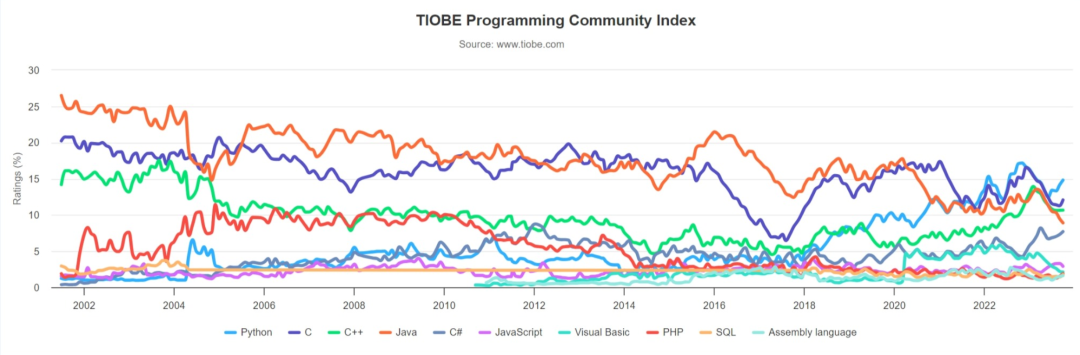 TIOBE Programming Community Index
Source: www.tiobe.com
30
25
20
15
10
5
0
Ratings (%)
2002 2004 2006 2008 2010 2012 2014 2016 2018 2020 2022
Python C C++ Java C# JavaScript Visual Basic PHP SQL Assembly language